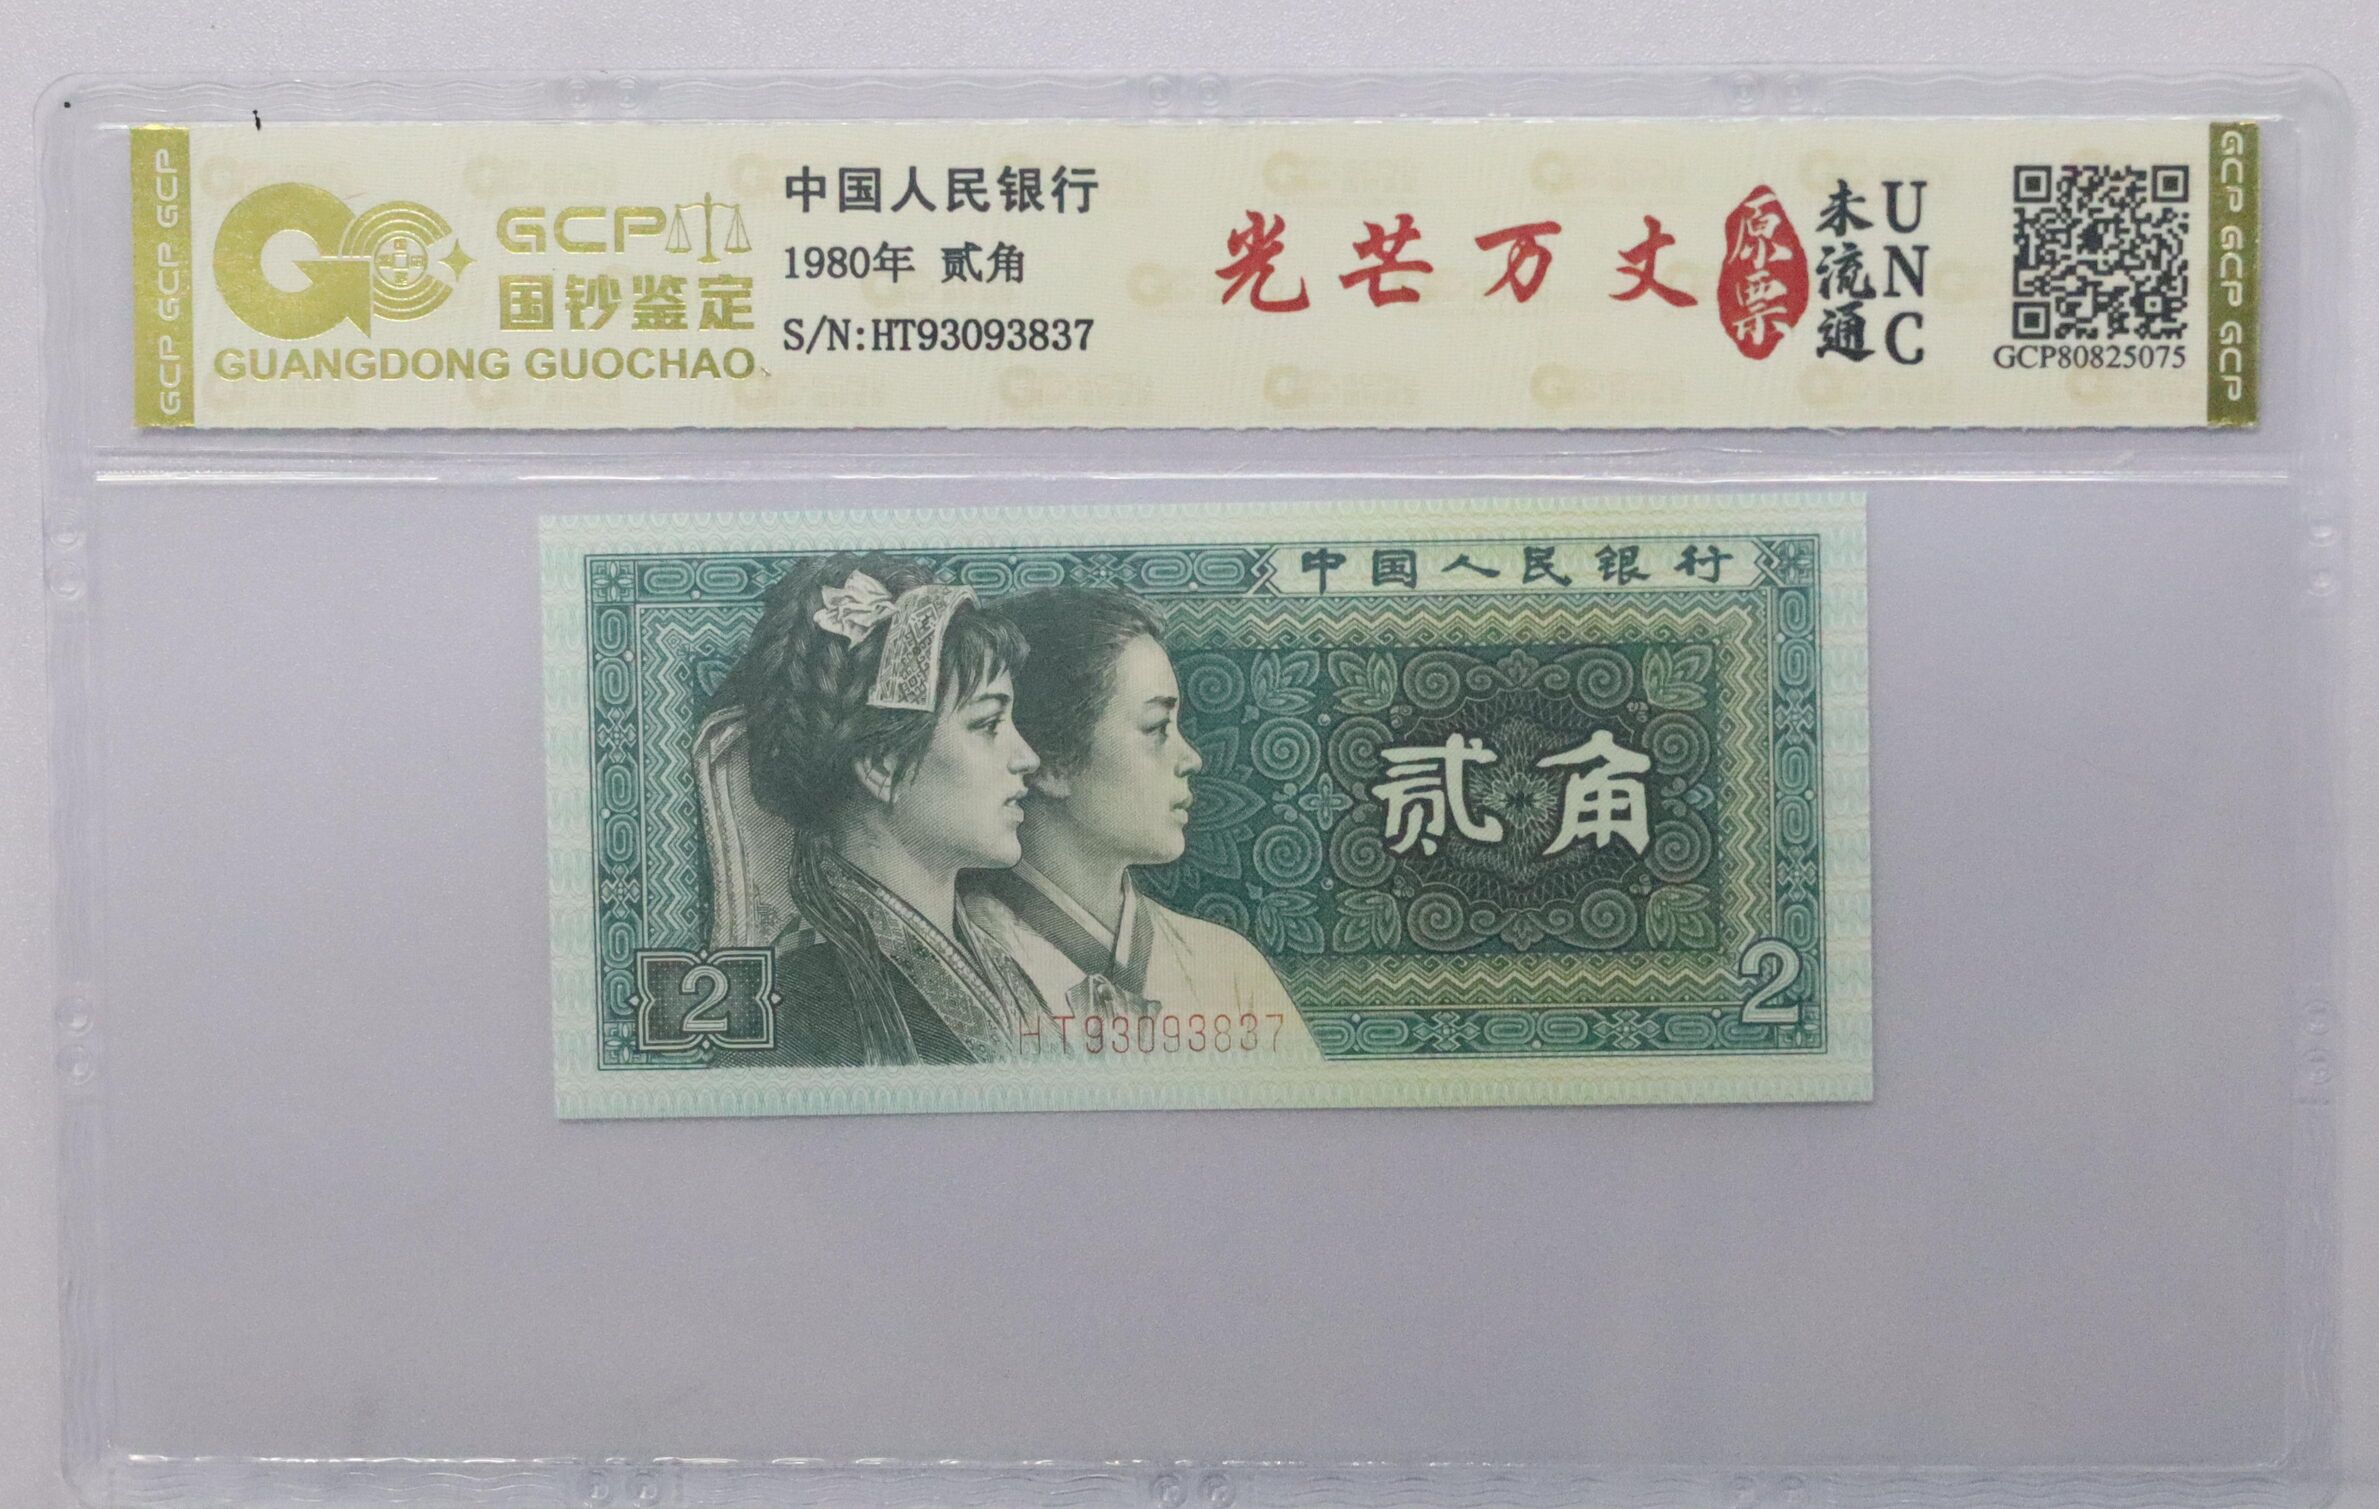 GCP GCP GCP
GCP
国钞鉴定
GUANGDONG GUOCHAO
中国人民银行
1980年 贰角
S/N:HT93093837
光芒万丈
原票
未流通
UNC
GCP80825075
GCP GCP GCP
中国人民银行
贰角
2
2
HT93093837